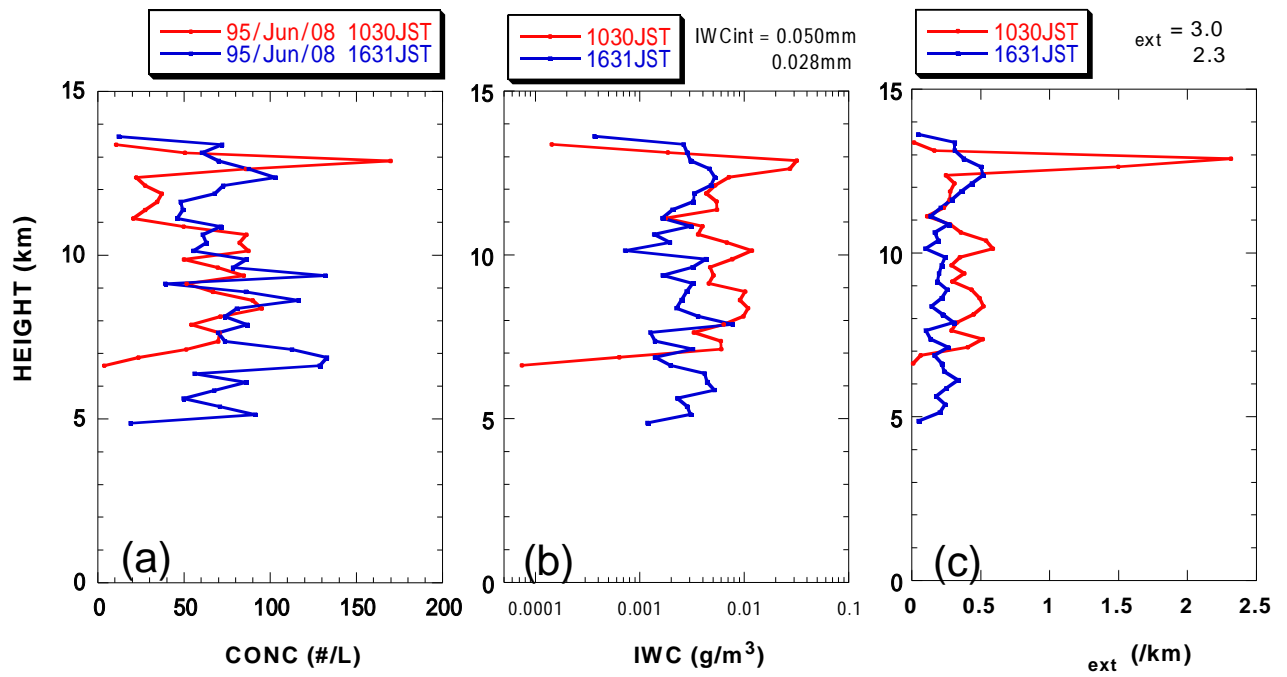 95/Jun/08 1030JST
95/Jun/08 1631JST
1030JST
1631JST
IWCint = 0.050mm
0.028mm
1030JST
1631JST
ext = 3.0
2.3
15
10
5
0
HEIGHT (km)
(a)
0 50 100 150 200
CONC (#/L)
15
10
5
0
(b)
0.0001 0.001 0.01 0.1
IWC (g/m³)
15
10
5
0
(c)
0 0.5 1 1.5 2 2.5
ext (/km)